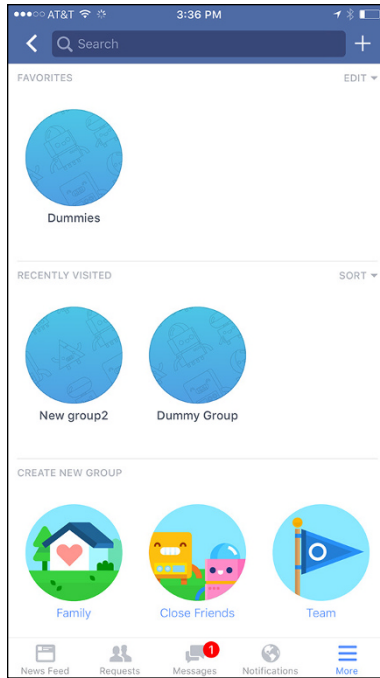 AT&T 3:36 PM
Search
FAVORITES EDIT
Dummies
RECENTLY VISITED SORT
New group2 Dummy Group
CREATE NEW GROUP
Family Close Friends Team
1
News Feed Requests Messages Notifications More